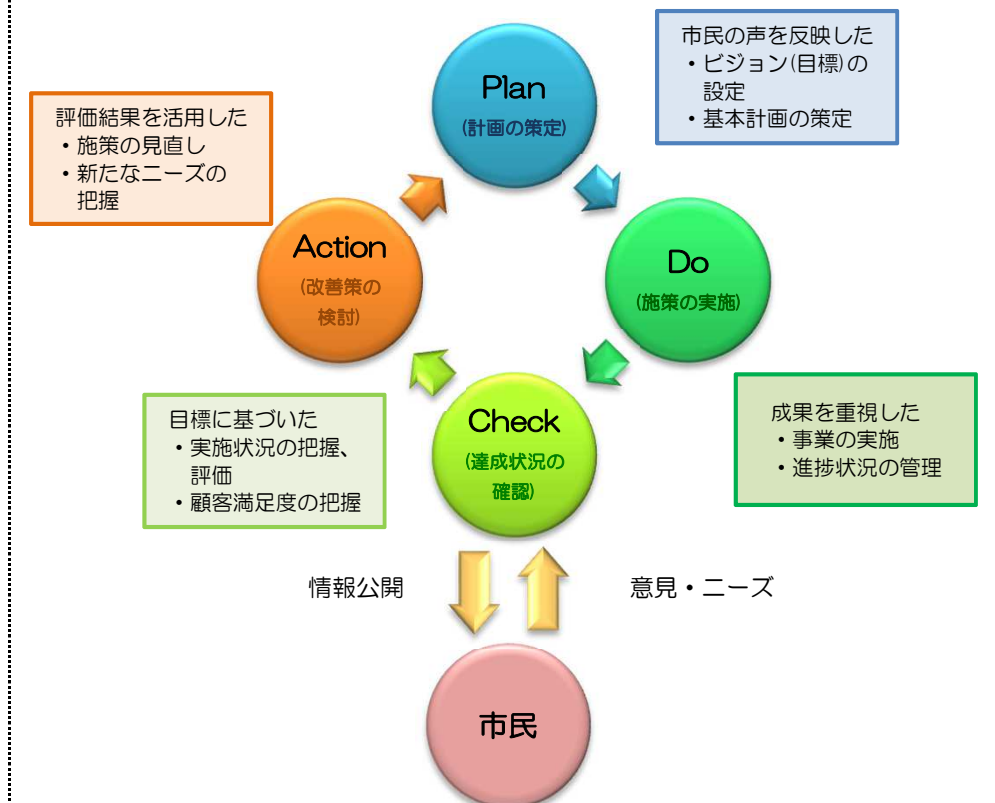 Plan
(計画の策定)
市民の声を反映した
・ビジョン(目標)の
設定
・基本計画の策定
評価結果を活用した
・施策の見直し
・新たなニーズの
把握
Action
(改善策の
検討)
Do
(施策の実施)
Check
(達成状況の
確認)
目標に基づいた
・実施状況の把握、
評価
・顧客満足度の把握
成果を重視した
・事業の実施
・進捗状況の管理
情報公開
意見・ニーズ
市民